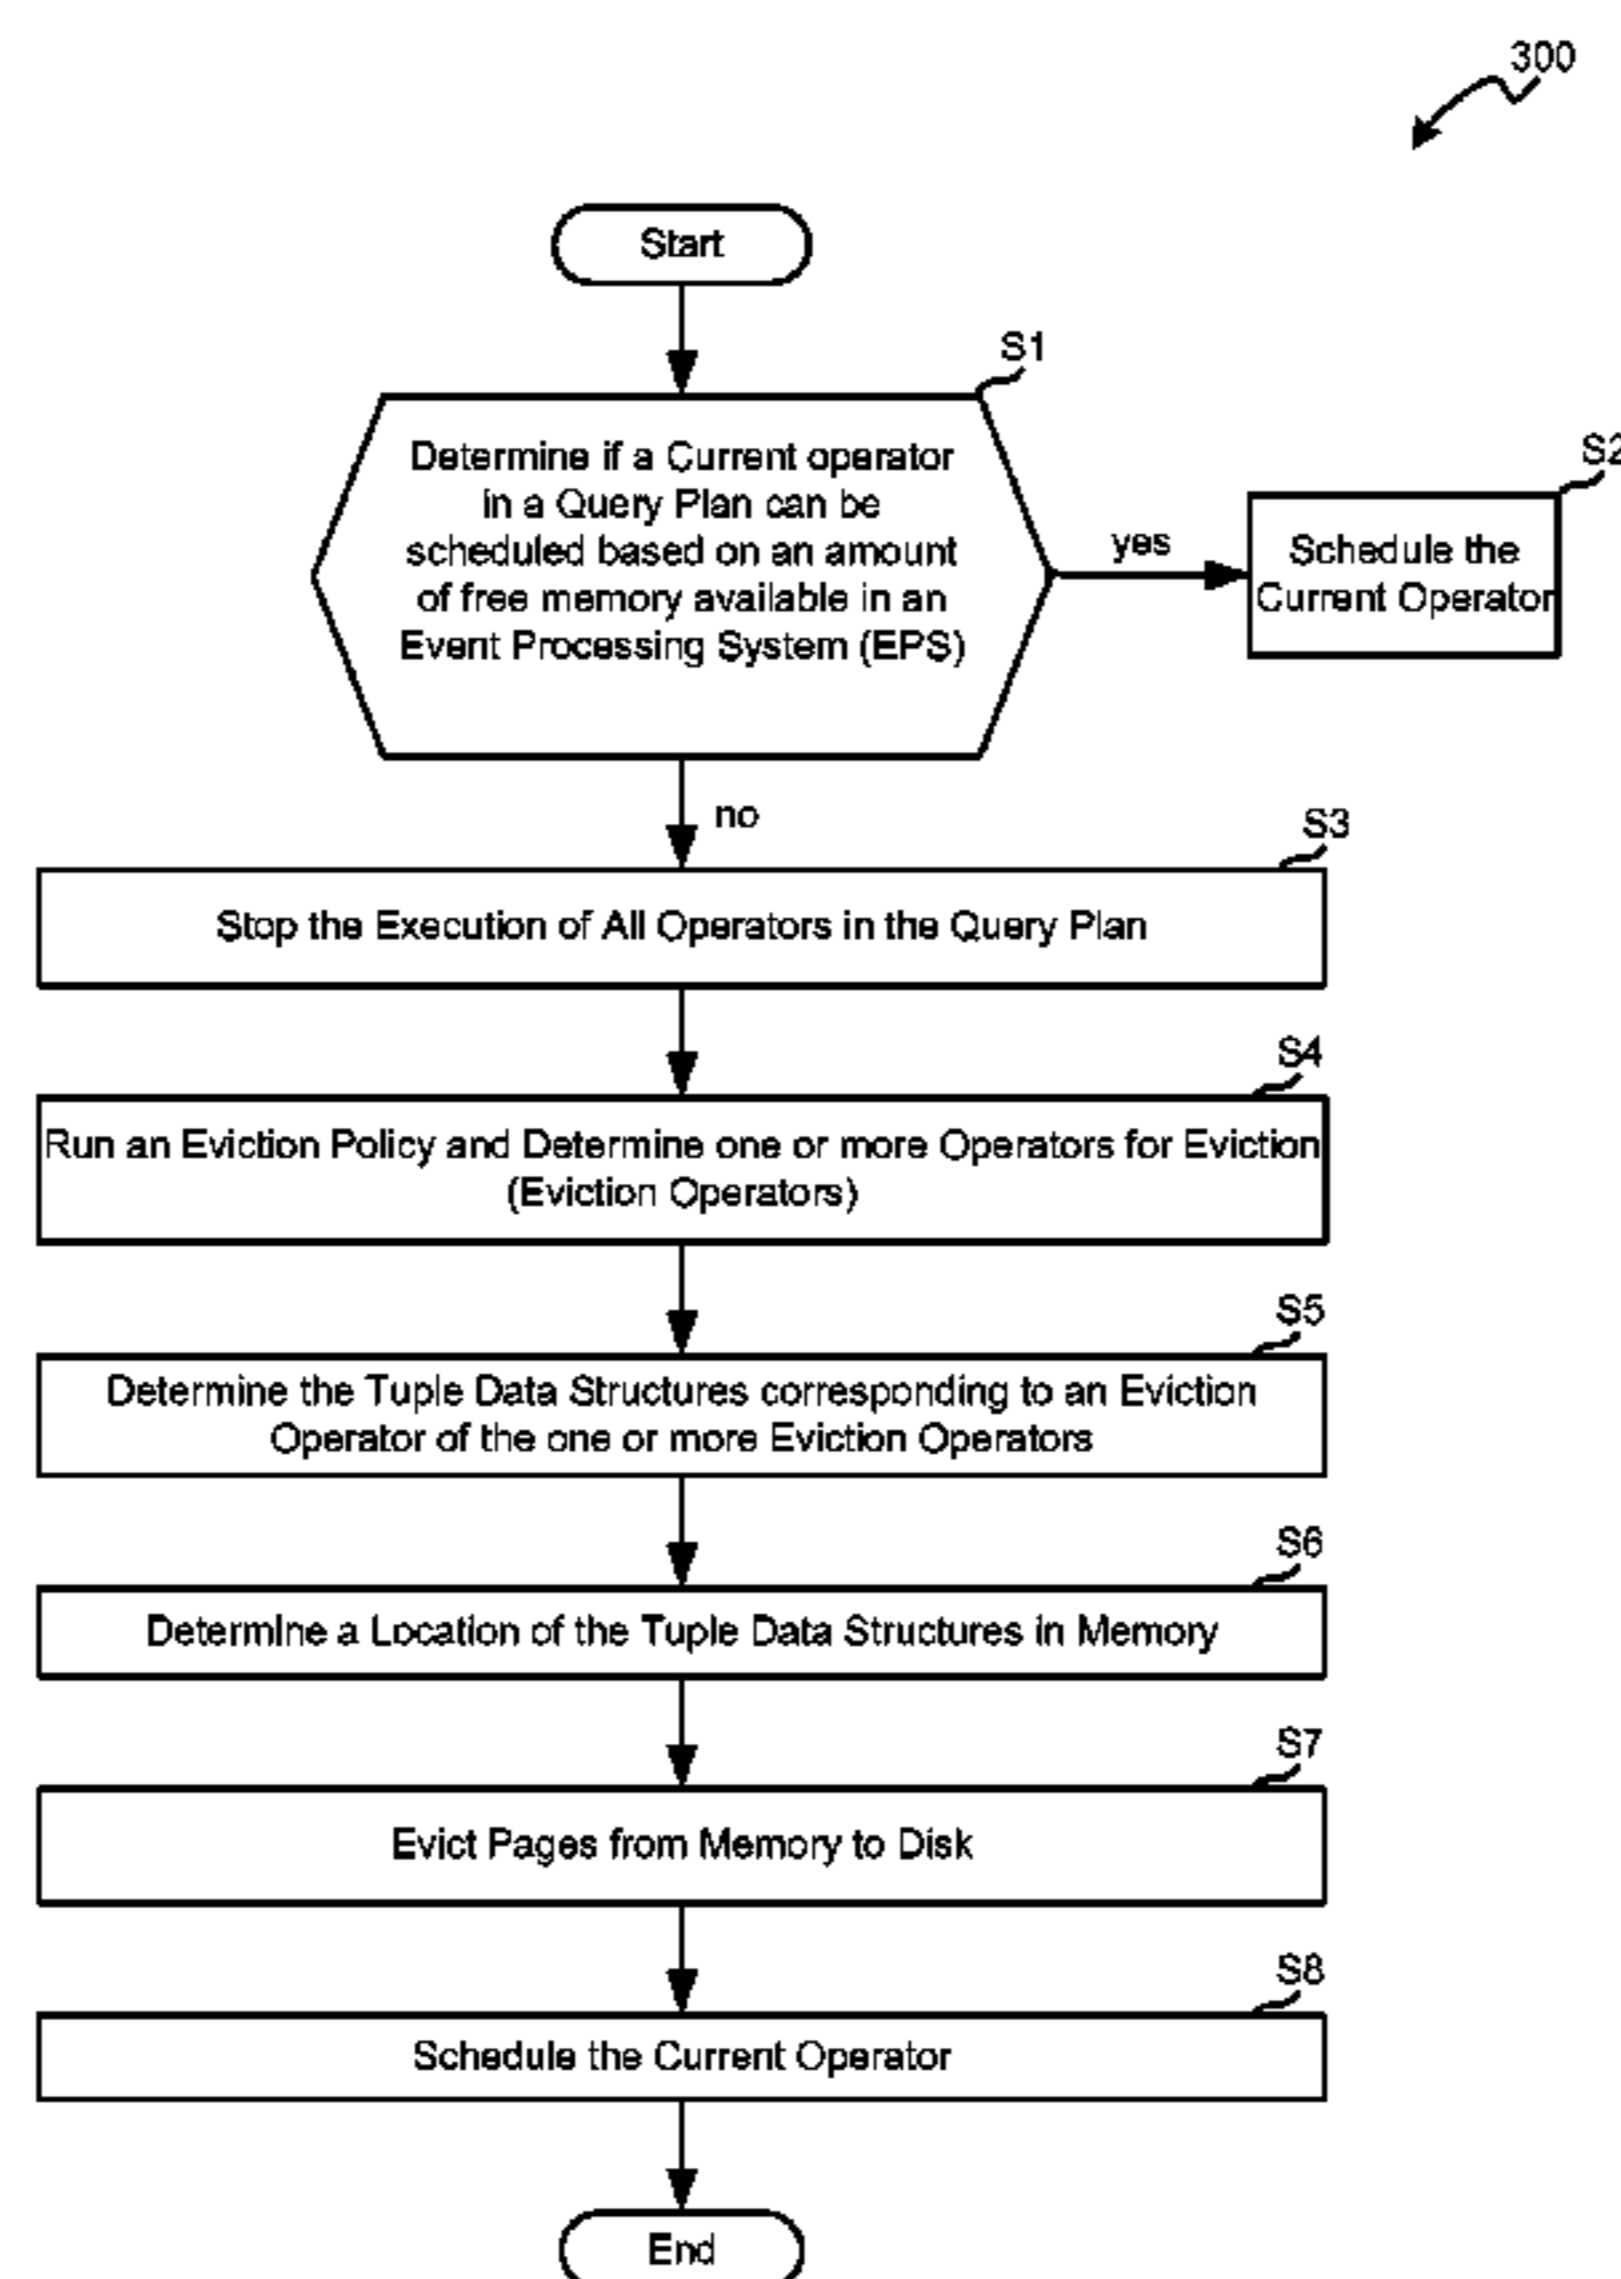 300
Start
S1
Determine if a Current operator
in a Query Plan can be
scheduled based on an amount
of free memory available in an
Event Processing System (EPS)
yes
S2
Schedule the
Current Operator
no
S3
Stop the Execution of All Operators in the Query Plan
S4
Run an Eviction Policy and Determine one or more Operators for Eviction
(Eviction Operators)
S5
Determine the Tuple Data Structures corresponding to an Eviction
Operator of the one or more Eviction Operators
S6
Determine a Location of the Tuple Data Structures in Memory
S7
Evict Pages from Memory to Disk
S8
Schedule the Current Operator
End